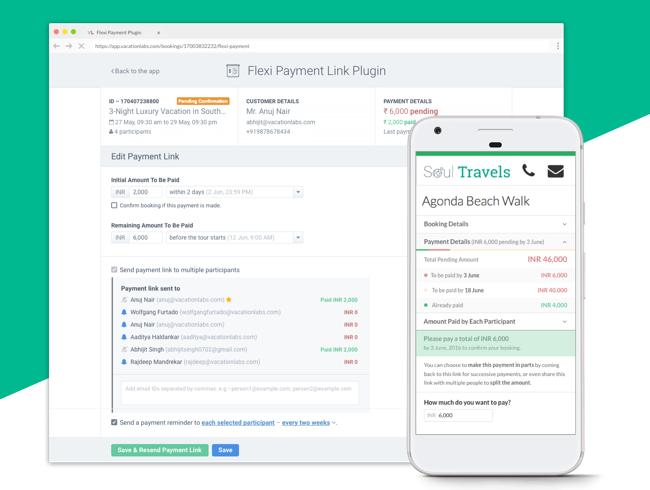 VL Flexi Payment Plugin
https://app.vacationlabs.com/bookings/17003832232/flexi-payment
Back to the app
Flexi Payment Link Plugin
ID – 170407238800
Pending Confirmation
3-Night Luxury Vacation in South...
27 May, 09:30 am to 29 May, 09:30 pm
4 participants
CUSTOMER DETAILS
Mr. Anuj Nair
abhijit@vacationlabs.com
+919878678434
PAYMENT DETAILS
₹ 6,000 pending
₹ 2,000 paid
Last paym
Edit Payment Link
Initial Amount To Be Paid
INR 2,000 within 2 days (2 Jun, 23:59 PM)
Confirm booking if this payment is made.
Remaining Amount To Be Paid
INR 6,000 before the tour starts (12 Jun, 9:00 AM)
Send payment link to multiple participants
Payment link sent to
Anuj Nair (anuj@vacationlabs.com) Paid INR 2,000
Wolfgang Furtado (wolfgangfurtado@vacationlabs.com) INR 0
Anuj Nair (anuj@vacationlabs.com) INR 0
Aaditya Haldankar (aaditya@vacationlabs.com) INR 0
Abhijit Singh (abhijitsingh0702@gmail.com) Paid INR 2,000
Rajdeep Mandrekar (rajdeep@vacationlabs.com) INR 0
Add email IDs separated by commas. e.g - person1@example.com, person2@example.com
Send a payment reminder to each selected participant – every two weeks .
Save & Resend Payment Link
Save
Soul Travels
Agonda Beach Walk
Booking Details
Payment Details (INR 6,000 pending by 3 June)
Total Pending Amount INR 46,000
To be paid by 3 June INR 6,000
To be paid by 18 June INR 40,000
Already paid INR 4,000
Amount Paid by Each Participant
Please pay a total of INR 6,000
by 3 June, 2016 to confirm your booking.
You can choose to make this payment in parts by coming
back to this link for successive payments, or even share this
link with multiple people to split the amount.
How much do you want to pay?
INR 6,000